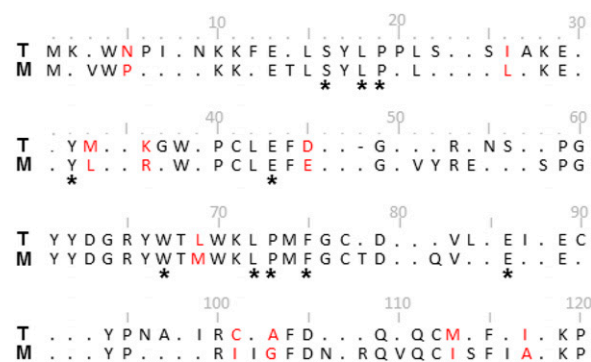 10 20 30
T M K . W N P I . N K K F E . L S Y L P P L S . . S I A K E .
M M . V W P . . . . K K . E T L S Y L P . L . . . . L . K E .
* * *
40 50 60
T . Y M . . K G W . P C L E F D . . - G . . . R . N S . . P G
M . Y L . . R . W . P C L E F E . . . G . V Y R E . . . S P G
* *
70 80 90
T Y Y D G R Y W T L W K L P M F G C . D . . . V L . E I . E C
M Y Y D G R Y W T M W K L P M F G C T D . . Q V . . E . . E .
* * * * *
100 110 120
T . . . Y P N A . I R C . A F D . . . Q . Q C M . F . I . K P
M . . . Y P . . . . R I I G F D N . R Q V Q C I S F I A . K P